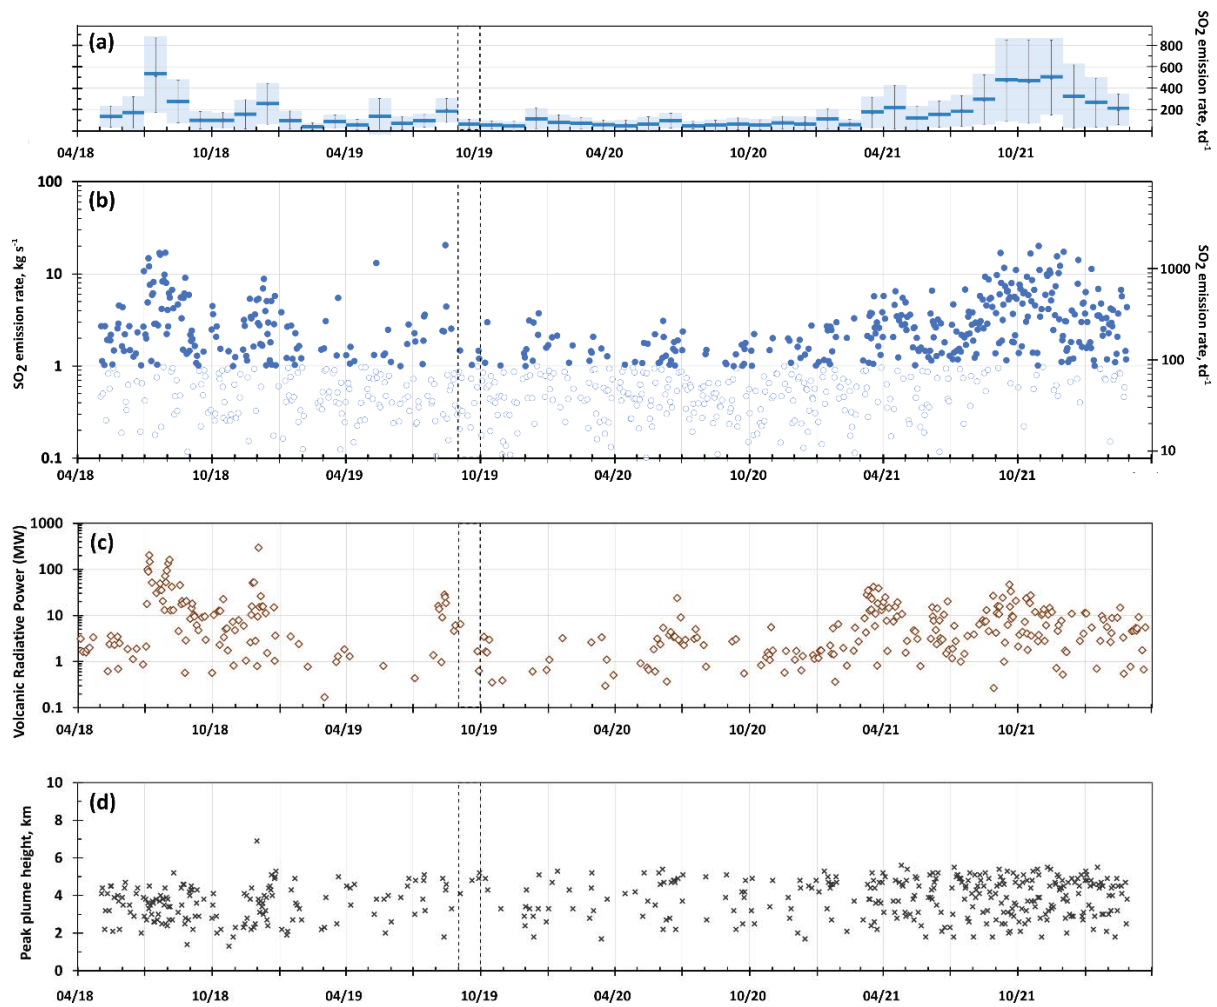 (a)
800
600
400
200
SO2 emission rate, td-1
04/18 10/18 04/19 10/19 04/20 10/20 04/21 10/21
(b)
100
10
1
0.1
SO2 emission rate, kg s-1
1000
100
10
SO2 emission rate, td-1
04/18 10/18 04/19 10/19 04/20 10/20 04/21 10/21
(c)
1000
100
10
1
0.1
Volcanic Radiative Power (MW)
04/18 10/18 04/19 10/19 04/20 10/20 04/21 10/21
(d)
10
8
6
4
2
0
Peak plume height, km
04/18 10/18 04/19 10/19 04/20 10/20 04/21 10/21